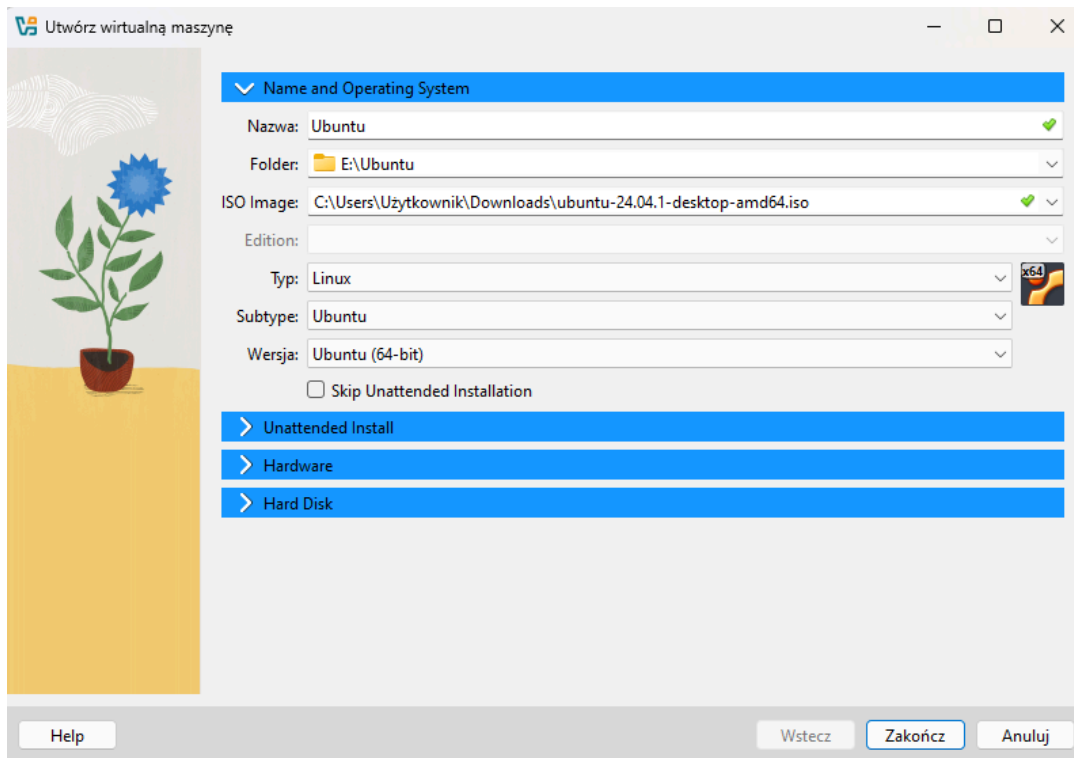 Utwórz wirtualną maszynę
Name and Operating System
Nazwa: Ubuntu
Folder: E:\Ubuntu
ISO Image: C:\Users\Użytkownik\Downloads\ubuntu-24.04.1-desktop-amd64.iso
Edition:
Typ: Linux
x64
Subtype: Ubuntu
Wersja: Ubuntu (64-bit)
Skip Unattended Installation
Unattended Install
Hardware
Hard Disk
Help Wstecz Zakończ Anuluj